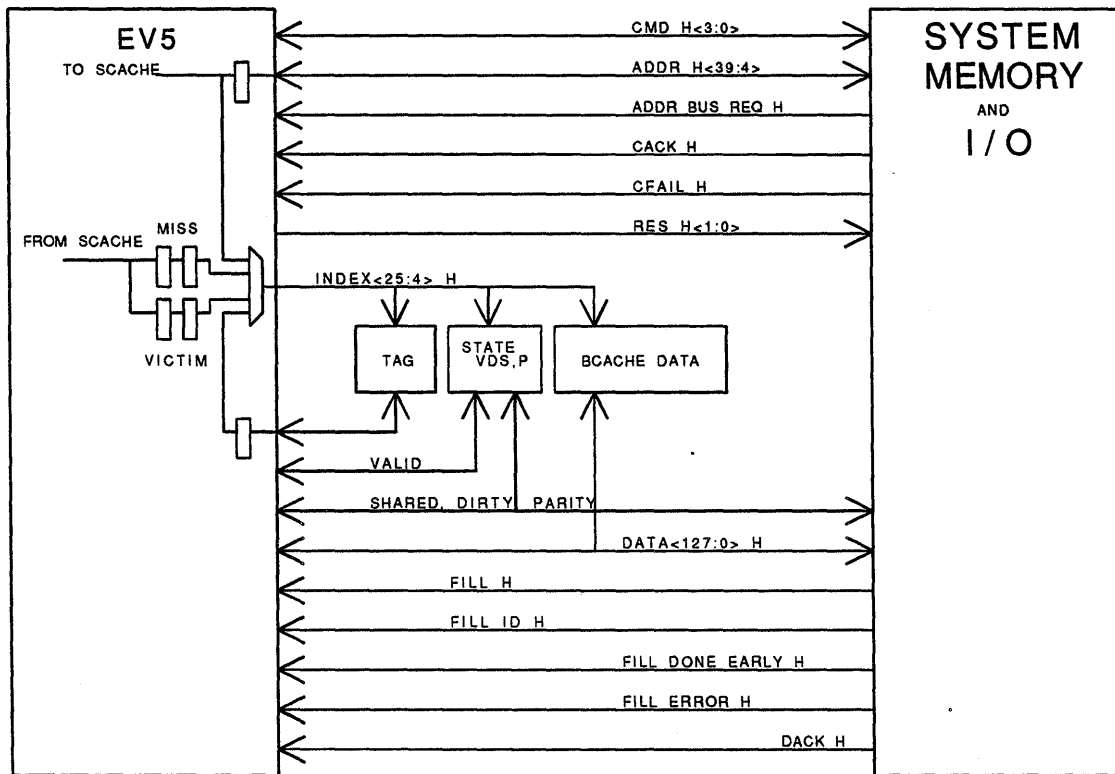 EV5
TO SCACHE
CMD H<3:0>
ADDR H<39:4>
ADDR BUS REQ H
CACK H
CFAIL H
RES H<1:0>
SYSTEM
MEMORY
AND
I/O
FROM SCACHE
MISS
VICTIM
INDEX<25:4> H
TAG
STATE
VDS,P
BCACHE DATA
VALID
SHARED, DIRTY, PARITY
DATA<127:0> H
FILL H
FILL ID H
FILL DONE EARLY H
FILL ERROR H
DACK H